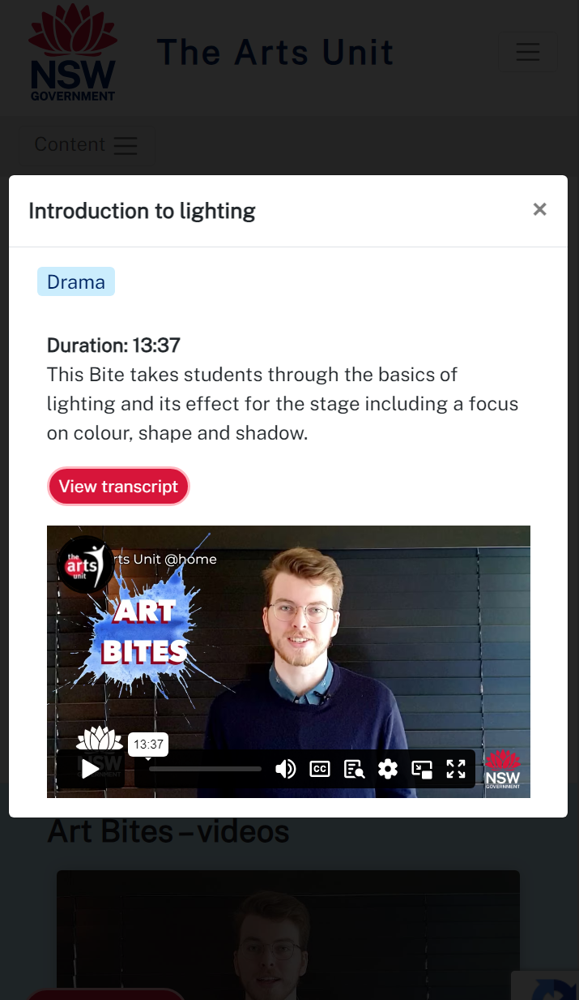 NSW
GOVERNMENT
The Arts Unit
Content
Introduction to lighting
×
Drama
Duration: 13:37
This Bite takes students through the basics of
lighting and its effect for the stage including a focus
on colour, shape and shadow.
View transcript
the
arts
unit
rts Unit @home
ART
BITES
13:37
CC
NSW
GOVERNMENT
Art Bites – videos